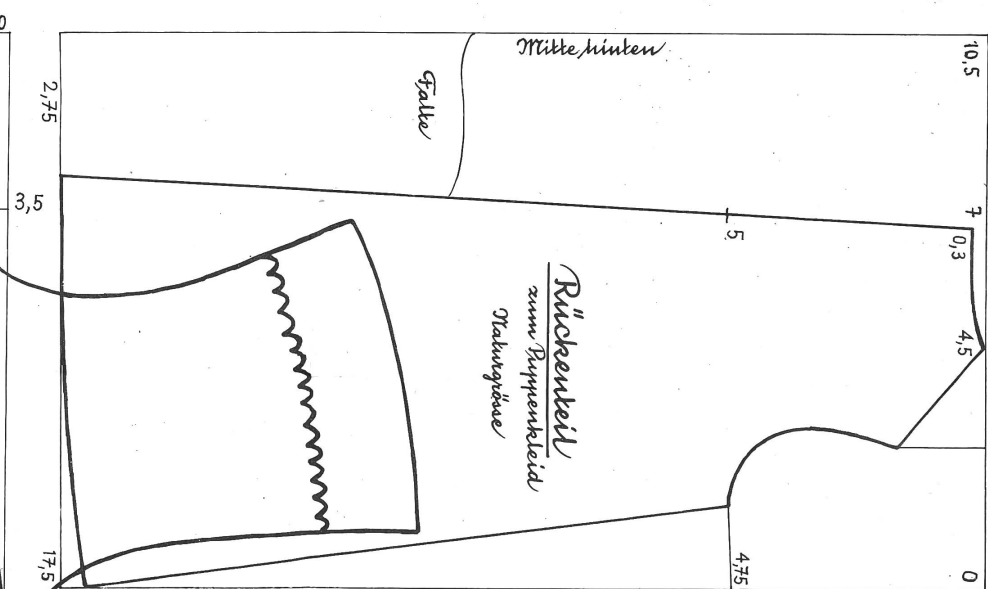 0
Mitte hinten
10,5
2,75
Falte
3,5
7
5
0,3
Rückenteil
zum Puppenkleid
Naturgrösse
4,5
17,5
4,75
0